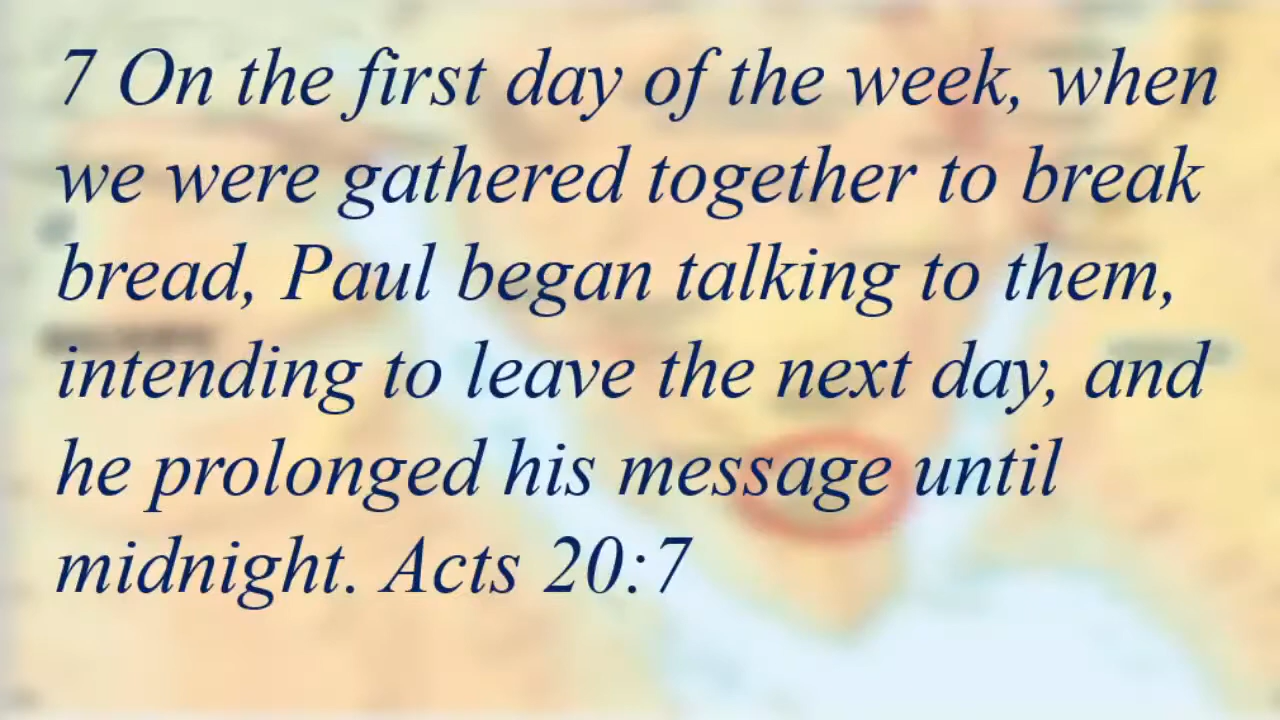 7 On the first day of the week, when
we were gathered together to break
bread, Paul began talking to them,
intending to leave the next day, and
he prolonged his message until
midnight. Acts 20:7